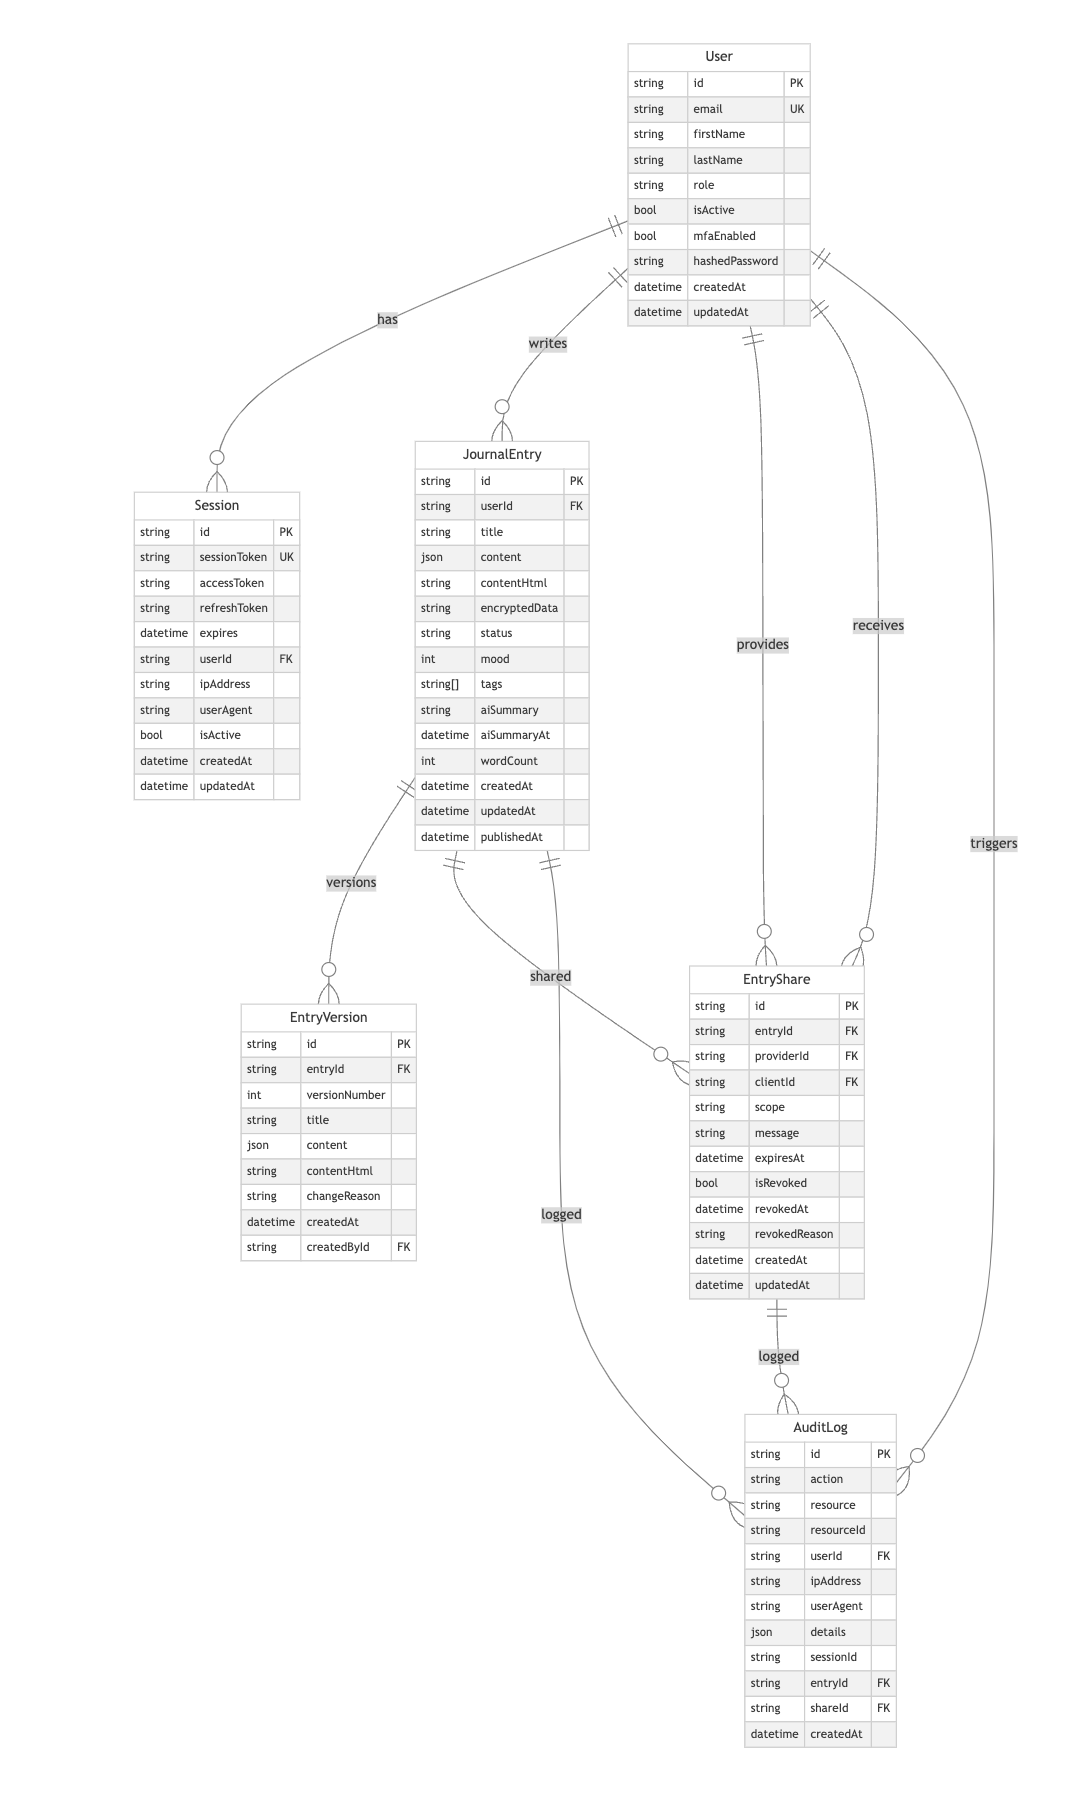 User
string id PK
string email UK
string firstName
string lastName
string role
bool isActive
bool mfaEnabled
string hashedPassword
datetime createdAt
datetime updatedAt
has
writes
JournalEntry
string id PK
string userId FK
string title
json content
string contentHtml
string encryptedData
string status
int mood
string[] tags
string aiSummary
datetime aiSummaryAt
int wordCount
datetime createdAt
datetime updatedAt
datetime publishedAt
Session
string id PK
string sessionToken UK
string accessToken
string refreshToken
datetime expires
string userId FK
string ipAddress
string userAgent
bool isActive
datetime createdAt
datetime updatedAt
provides
receives
triggers
versions
shared
EntryShare
string id PK
string entryId FK
string providerId FK
string clientId FK
string scope
string message
datetime expiresAt
bool isRevoked
datetime revokedAt
string revokedReason
datetime createdAt
datetime updatedAt
EntryVersion
string id PK
string entryId FK
int versionNumber
string title
json content
string contentHtml
string changeReason
datetime createdAt
string createdById FK
logged
logged
AuditLog
string id PK
string action
string resource
string resourceId
string userId FK
string ipAddress
string userAgent
json details
string sessionId
string entryId FK
string shareId FK
datetime createdAt